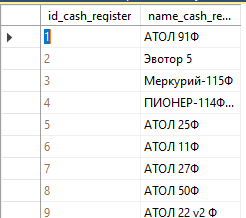 id_cash_register name_cash_re...
1 АТОЛ 91Ф
2 Эвотор 5
3 Меркурий-115Ф
4 ПИОНЕР-114Ф...
5 АТОЛ 25Ф
6 АТОЛ 11Ф
7 АТОЛ 27Ф
8 АТОЛ 50Ф
9 АТОЛ 22 v2 Ф